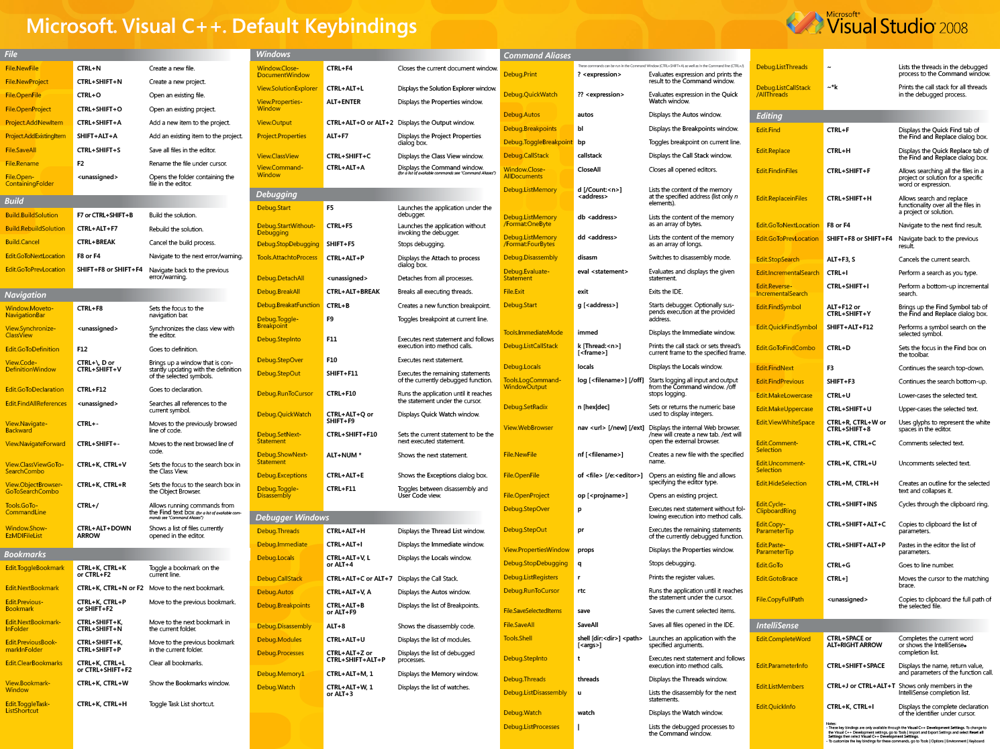 Microsoft. Visual C++. Default Keybindings
Microsoft®
Visual Studio® 2008
File
File.NewFile CTRL+N Create a new file.
File.NewProject CTRL+SHIFT+N Create a new project.
File.OpenFile CTRL+O Open an existing file.
File.OpenProject CTRL+SHIFT+O Open an existing project.
Project.AddNewItem CTRL+SHIFT+A Add a new item to the project.
Project.AddExistingItem SHIFT+ALT+A Add an existing item to the project.
File.SaveAll CTRL+SHIFT+S Save all files in the editor.
File.Rename F2 Rename the file under cursor.
File.Open- <unassigned> Opens the folder containing the
ContainingFolder file in the editor.
Build
Build.BuildSolution F7 or CTRL+SHIFT+B Build the solution.
Build.RebuildSolution CTRL+ALT+F7 Rebuild the solution.
Build.Cancel CTRL+BREAK Cancel the build process.
Edit.GoToNextLocation F8 or F4 Navigate to the next error/warning.
Edit.GoToPrevLocation SHIFT+F8 or SHIFT+F4 Navigate back to the previous
error/warning.
Navigation
Window.Moveto- CTRL+F8 Sets the focus to the
NavigationBar navigation bar.
View.Synchronize- <unassigned> Synchronizes the class view with
ClassView the editor.
Edit.GoToDefinition F12 Goes to definition.
View.Code- CTRL+\, D or Brings up a window that is con-
DefinitionWindow CTRL+SHIFT+V stantly updating with the definition
of the selected symbols.
Edit.GoToDeclaration CTRL+F12 Goes to declaration.
Edit.FindAllReferences <unassigned> Searches all references to the
current symbol.
View.Navigate- CTRL+- Moves to the previously browsed
Backward line of code.
View.NavigateForward CTRL+SHIFT+- Moves to the next browsed line of
code.
View.ClassViewGoTo- CTRL+K, CTRL+V Sets the focus to the search box in
SearchCombo the Class View.
View.ObjectBrowser- CTRL+K, CTRL+R Sets the focus to the search box in
GoToSearchCombo the Object Browser.
Tools.GoTo- CTRL+/ Allows running commands from
CommandLine the Find text box (for a list of available com-
mands see "Command Aliases")
Window.Show- CTRL+ALT+DOWN Shows a list of files currently
EzMDIFileList ARROW opened in the editor.
Bookmarks
Edit.ToggleBookmark CTRL+K, CTRL+K Toggle a bookmark on the
or CTRL+F2 current line.
Edit.NextBookmark CTRL+K, CTRL+N or F2 Move to the next bookmark.
Edit.Previous- CTRL+K, CTRL+P Move to the previous bookmark.
Bookmark or SHIFT+F2
Edit.NextBookmark- CTRL+SHIFT+K, Move to the next bookmark in
InFolder CTRL+SHIFT+N the current folder.
Edit.PreviousBook- CTRL+SHIFT+K, Move to the previous bookmark
markInFolder CTRL+SHIFT+P in the current folder.
Edit.ClearBookmarks CTRL+K, CTRL+L Clear all bookmarks.
or CTRL+SHIFT+F2
View.Bookmark- CTRL+K, CTRL+W Show the Bookmarks window.
Window
Edit.ToggleTask- CTRL+K, CTRL+H Toggle Task List shortcut.
ListShortcut
Windows
Window.Close- CTRL+F4 Closes the current document window.
DocumentWindow
View.SolutionExplorer CTRL+ALT+L Displays the Solution Explorer window.
View.Properties- ALT+ENTER Displays the Properties window.
Window
View.Output CTRL+ALT+O or ALT+2 Displays the Output window.
Project.Properties ALT+F7 Displays the Project Properties
dialog box.
View.ClassView CTRL+SHIFT+C Displays the Class View window.
View.Command- CTRL+ALT+A Displays the Command window.
Window (for a list of available commands see "Command Aliases")
Debugging
Debug.Start F5 Launches the application under the
debugger.
Debug.StartWithout- CTRL+F5 Launches the application without
Debugging invoking the debugger.
Debug.StopDebugging SHIFT+F5 Stops debugging.
Tools.AttachtoProcess CTRL+ALT+P Displays the Attach to process
dialog box.
Debug.DetachAll <unassigned> Detaches from all processes.
Debug.BreakAll CTRL+ALT+BREAK Breaks all executing threads.
Debug.BreakatFunction CTRL+B Creates a new function breakpoint.
Debug.Toggle- F9 Toggles breakpoint at current line.
Breakpoint
Debug.StepInto F11 Executes next statement and follows
execution into method calls.
Debug.StepOver F10 Executes next statement.
Debug.StepOut SHIFT+F11 Executes the remaining statements
of the currently debugged function.
Debug.RunToCursor CTRL+F10 Runs the application until it reaches
the statement under the cursor.
Debug.QuickWatch CTRL+ALT+Q or Displays Quick Watch window.
SHIFT+F9
Debug.SetNext- CTRL+SHIFT+F10 Sets the current statement to be the
Statement next executed statement.
Debug.ShowNext- ALT+NUM * Shows the next statement.
Statement
Debug.Exceptions CTRL+ALT+E Shows the Exceptions dialog box.
Debug.Toggle- CTRL+F11 Toggles between disassembly and
Disassembly User Code view.
Debugger Windows
Debug.Threads CTRL+ALT+H Displays the Thread List window.
Debug.Immediate CTRL+ALT+I Displays the Immediate window.
Debug.Locals CTRL+ALT+V, L Displays the Locals window.
or ALT+4
Debug.CallStack CTRL+ALT+C or ALT+7 Displays the Call Stack.
Debug.Autos CTRL+ALT+V, A Displays the Autos window.
Debug.Breakpoints CTRL+ALT+B Displays the list of Breakpoints.
or ALT+F9
Debug.Disassembly ALT+8 Shows the disassembly code.
Debug.Modules CTRL+ALT+U Displays the list of modules.
Debug.Processes CTRL+ALT+Z or Displays the list of debugged
CTRL+SHIFT+ALT+P processes.
Debug.Memory1 CTRL+ALT+M, 1 Displays the Memory window.
Debug.Watch CTRL+ALT+W, 1 Displays the list of watches.
or ALT+3
Command Aliases
These commands can be run in the Command Window (CTRL+SHIFT+A) as well as in the Command line (CTRL+/).
Debug.Print ? <expression> Evaluates expression and prints the
result to the Command window.
Debug.QuickWatch ?? <expression> Evaluates expression in the Quick
Watch window.
Debug.Autos autos Displays the Autos window.
Debug.Breakpoints bl Displays the Breakpoints window.
Debug.ToggleBreakpoint bp Toggles breakpoint on current line.
Debug.CallStack callstack Displays the Call Stack window.
Window.Close- CloseAll Closes all opened editors.
AllDocuments
Debug.ListMemory d [/Count:<n>] Lists the content of the memory
<address> at the specified address (list only n
elements).
Debug.ListMemory db <address> Lists the content of the memory
/Format:OneByte as an array of bytes.
Debug.ListMemory dd <address> Lists the content of the memory
/Format:FourBytes as an array of longs.
Debug.Disassembly disasm Switches to disassembly mode.
Debug.Evaluate- eval <statement> Evaluates and displays the given
Statement statement.
File.Exit exit Exits the IDE.
Debug.Start g [<address>] Starts debugger. Optionally sus-
pends execution at the provided
address.
Tools.ImmediateMode immed Displays the Immediate window.
Debug.ListCallStack k [Thread:<n>] Prints the call stack or sets thread's
[<frame>] current frame to the specified frame.
Debug.Locals locals Displays the Locals window.
Tools.LogCommand- log [<filename>] [/off] Starts logging all input and output
WindowOutput from the Command window. /off
stops logging.
Debug.SetRadix n [hex|dec] Sets or returns the numeric base
used to display integers.
View.WebBrowser nav <url> [/new] [/ext] Displays the internal Web browser.
/new will create a new tab. /ext will
open the external browser.
File.NewFile nf [<filename>] Creates a new file with the specified
name.
File.OpenFile of <file> [/e:<editor>] Opens an existing file and allows
specifying the editor type.
File.OpenProject op [<projname>] Opens an existing project.
Debug.StepOver p Executes next statement without fol-
lowing execution into method calls.
Debug.StepOut pr Executes the remaining statements
of the currently debugged function.
View.PropertiesWindow props Displays the Properties window.
Debug.StopDebugging q Stops debugging.
Debug.ListRegisters r Prints the register values.
Debug.RunToCursor rtc Runs the application until it reaches
the statement under the cursor.
File.SaveSelectedItems save Saves the current selected items.
File.SaveAll SaveAll Saves all files opened in the IDE.
Tools.Shell shell [dir:<dir>] <path> Launches an application with the
[<args>] specified arguments.
Debug.StepInto t Executes next statement and follows
execution into method calls.
Debug.Threads threads Displays the Threads window.
Debug.ListDisassembly u Lists the disassembly for the next
statements.
Debug.Watch watch Displays the Watch window.
Debug.ListProcesses | Lists the debugged processes to
the Command window.
Debug.ListThreads ~ Lists the threads in the debugged
process to the Command window.
Debug.ListCallStack ~*k Prints the call stack for all threads
/AllThreads in the debugged process.
Editing
Edit.Find CTRL+F Displays the Quick Find tab of
the Find and Replace dialog box.
Edit.Replace CTRL+H Displays the Quick Replace tab of
the Find and Replace dialog box.
Edit.FindinFiles CTRL+SHIFT+F Allows searching all the files in a
project or solution for a specific
word or expression.
Edit.ReplaceinFiles CTRL+SHIFT+H Allows search and replace
functionality over all the files in
a project or solution.
Edit.GoToNextLocation F8 or F4 Navigate to the next find result.
Edit.GoToPrevLocation SHIFT+F8 or SHIFT+F4 Navigate back to the previous
result.
Edit.StopSearch ALT+F3, S Cancels the current search.
Edit.IncrementalSearch CTRL+I Perform a search as you type.
Edit.Reverse- CTRL+SHIFT+I Perform a bottom-up incremental
IncrementalSearch search.
Edit.FindSymbol ALT+F12 or Brings up the Find Symbol tab of
CTRL+SHIFT+Y the Find and Replace dialog box.
Edit.QuickFindSymbol SHIFT+ALT+F12 Performs a symbol search on the
selected symbol.
Edit.GoToFindCombo CTRL+D Sets the focus in the Find box on
the toolbar.
Edit.FindNext F3 Continues the search top-down.
Edit.FindPrevious SHIFT+F3 Continues the search bottom-up.
Edit.MakeLowercase CTRL+U Lower-cases the selected text.
Edit.MakeUppercase CTRL+SHIFT+U Upper-cases the selected text.
Edit.ViewWhiteSpace CTRL+R, CTRL+W or Uses glyphs to represent the white
CTRL+SHIFT+8 spaces in the editor.
Edit.Comment- CTRL+K, CTRL+C Comments selected text.
Selection
Edit.Uncomment- CTRL+K, CTRL+U Uncomments selected text.
Selection
Edit.HideSelection CTRL+M, CTRL+H Creates an outline for the selected
text and collapses it.
Edit.Cycle- CTRL+SHIFT+INS Cycles through the clipboard ring.
ClipboardRing
Edit.Copy- CTRL+SHIFT+ALT+C Copies to clipboard the list of
ParameterTip parameters.
Edit.Paste- CTRL+SHIFT+ALT+P Pastes in the editor the list of
ParameterTip parameters.
Edit.GoTo CTRL+G Goes to line number.
Edit.GotoBrace CTRL+] Moves the cursor to the matching
brace.
File.CopyFullPath <unassigned> Copies to clipboard the full path of
the selected file.
IntelliSense
Edit.CompleteWord CTRL+SPACE or Completes the current word
ALT+RIGHT ARROW or shows the IntelliSense®
completion list.
Edit.ParameterInfo CTRL+SHIFT+SPACE Displays the name, return value,
and parameters of the function call.
Edit.ListMembers CTRL+J or CTRL+ALT+T Shows only members in the
IntelliSense completion list.
Edit.QuickInfo CTRL+K, CTRL+I Displays the complete declaration
of the identifier under cursor.
Notes:
- These key bindings are only available through the Visual C++ Development Settings. To change to
the Visual C++ Development settings, go to Tools | Import and Export Settings and select Reset all
Settings then select Visual C++ Development Settings.
- To customize the key bindings for these commands, go to Tools | Options | Environment | Keyboard.